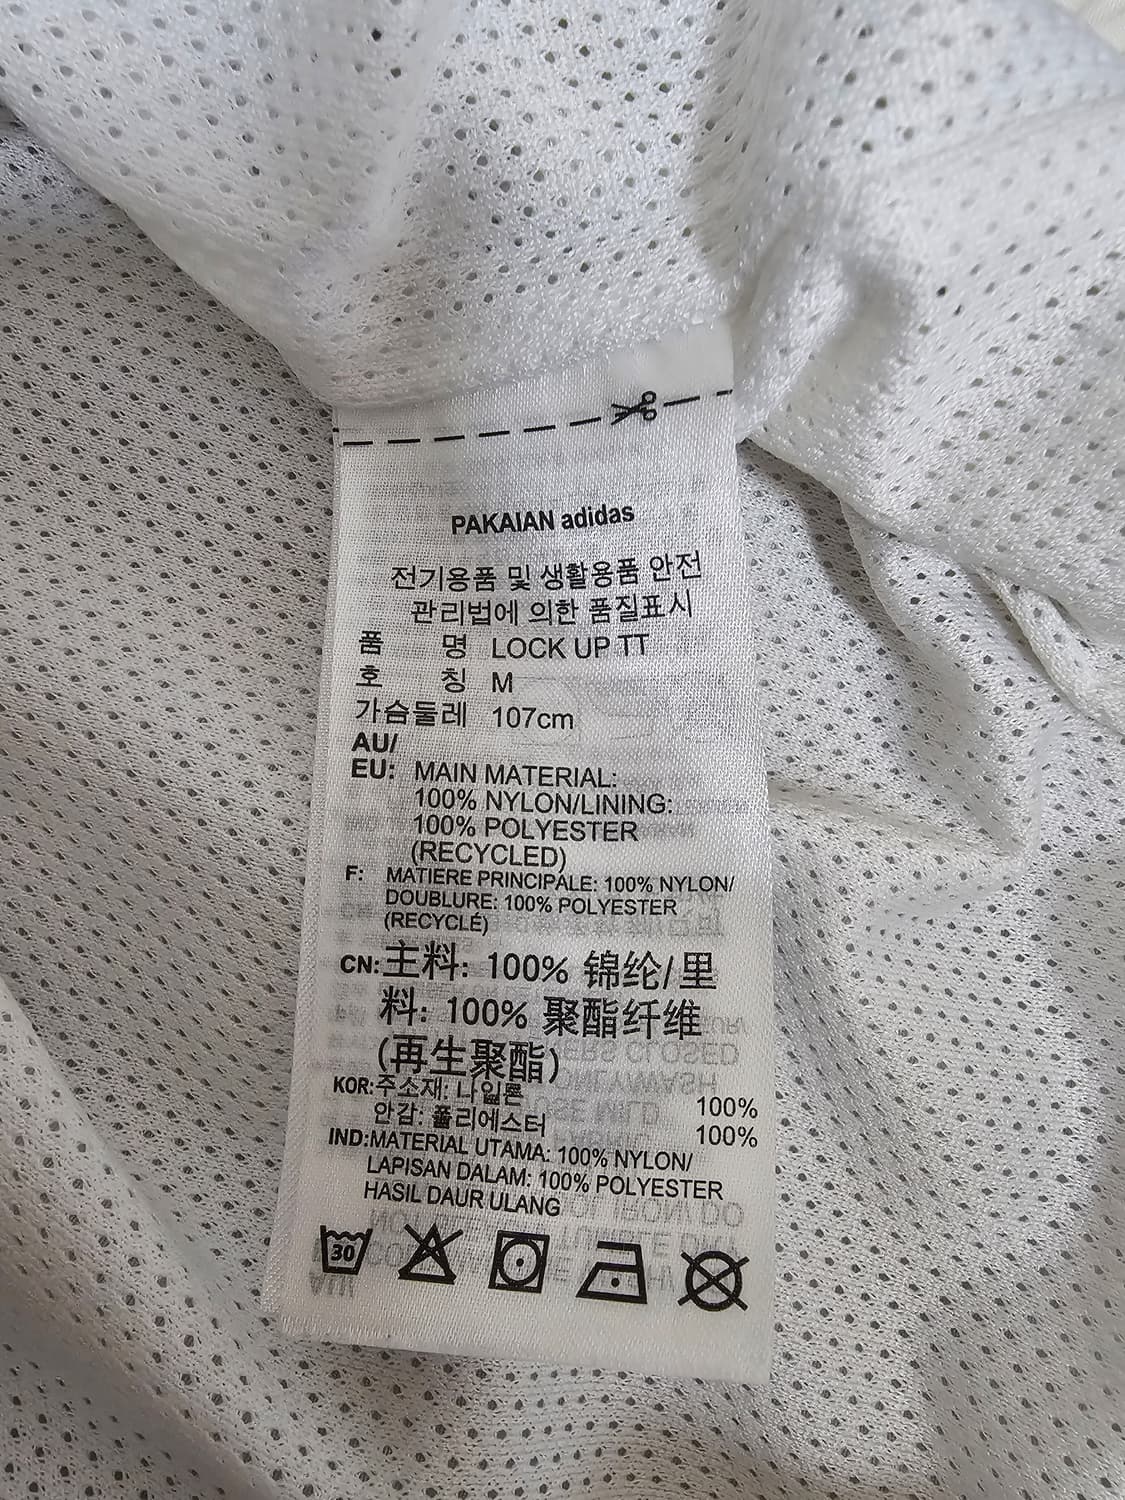 PAKAIAN adidas
전기용품 및 생활용품 안전
관리법에 의한 품질표시
품 명 LOCK UP TT
호 칭 M
가슴둘레 107cm
AU/
EU: MAIN MATERIAL:
100% NYLON/LINING:
100% POLYESTER
(RECYCLED)
F: MATIERE PRINCIPALE: 100% NYLON/
DOUBLURE: 100% POLYESTER
(RECYCLÉ)
CN:主料: 100% 锦纶/里
料: 100% 聚酯纤维
(再生聚酯)
KOR:주소재: 나일론 100%
안감: 폴리에스터 100%
IND:MATERIAL UTAMA: 100% NYLON/
LAPISAN DALAM: 100% POLYESTER
HASIL DAUR ULANG
30